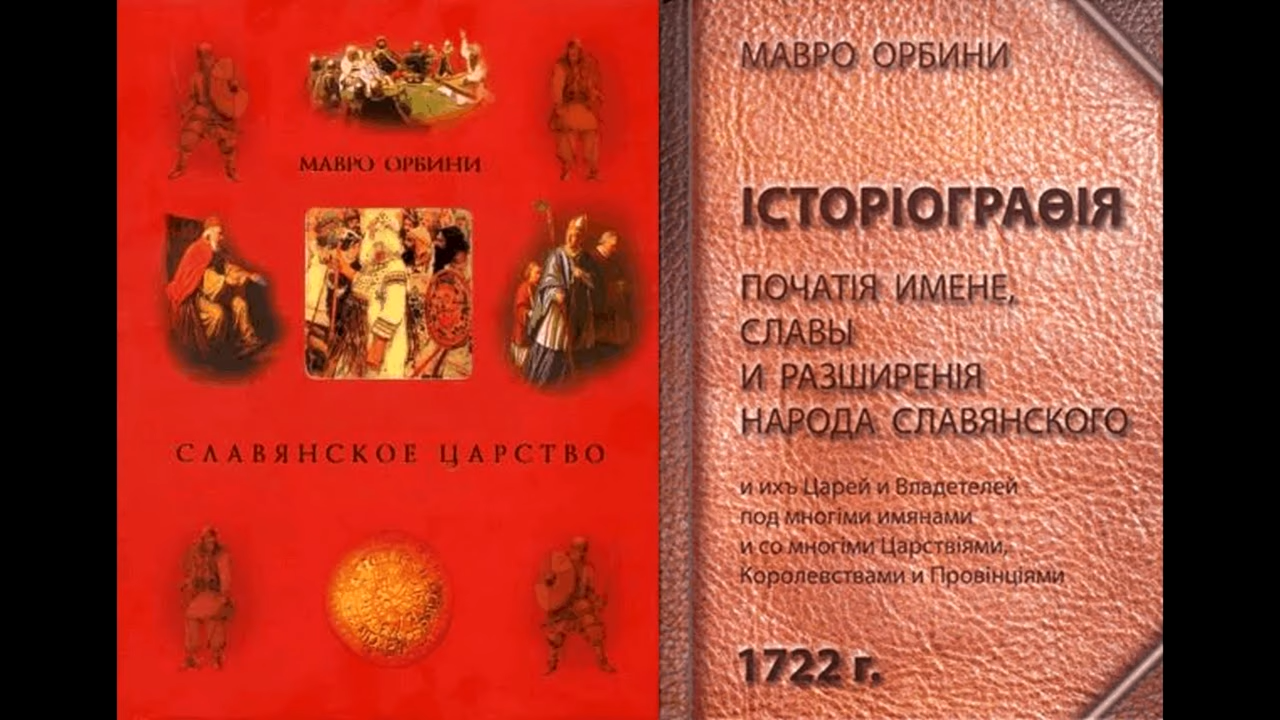 МАВРО ОРБИНИ
СЛАВЯНСКОЕ ЦАРСТВО
МАВРО ОРБИНИ
ІСТОРІОГРАѲІЯ
ПОЧАТІЯ ИМЕНЕ,
СЛАВЫ
И РАЗШИРЕНІЯ
НАРОДА СЛАВЯНСКОГО
и ихъ Царей и Владетелей
под многіми имянами
и со многіми Царствіями,
Королевствами и Провінціями
1722 г.